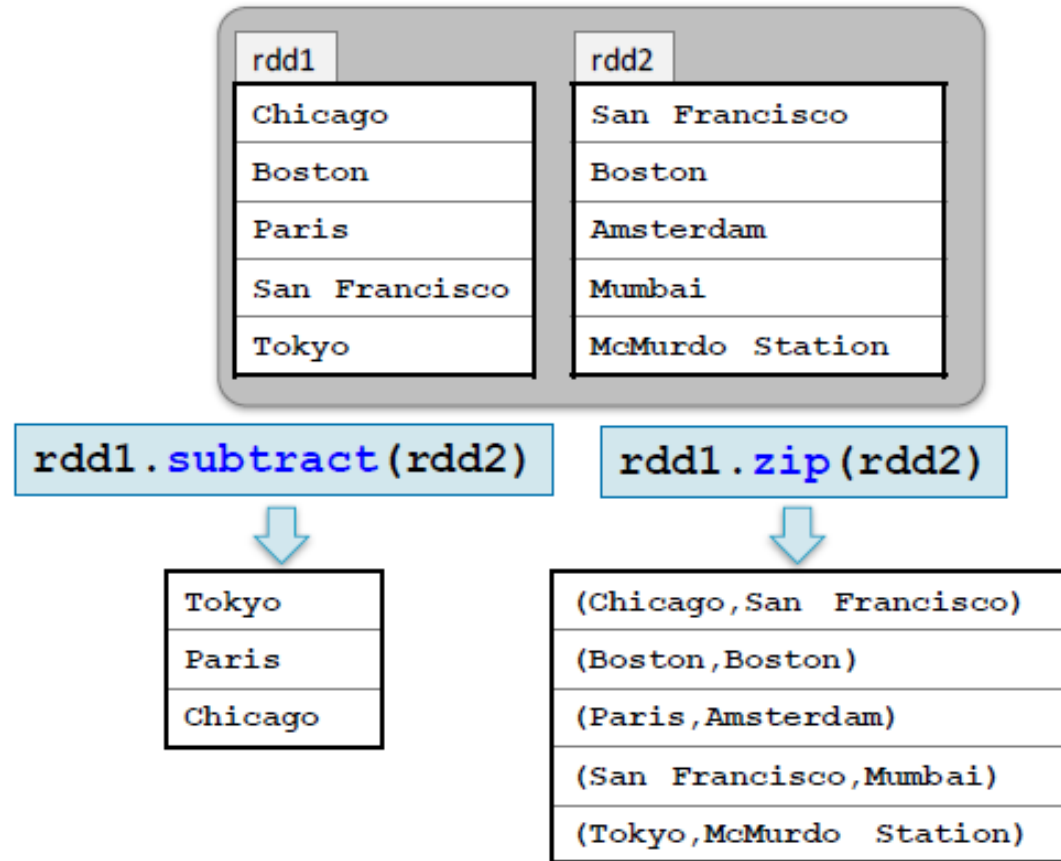 rdd1
Chicago
Boston
Paris
San Francisco
Tokyo
rdd2
San Francisco
Boston
Amsterdam
Mumbai
McMurdo Station
rdd1.subtract(rdd2)
Tokyo
Paris
Chicago
rdd1.zip(rdd2)
(Chicago,San Francisco)
(Boston,Boston)
(Paris,Amsterdam)
(San Francisco,Mumbai)
(Tokyo,McMurdo Station)